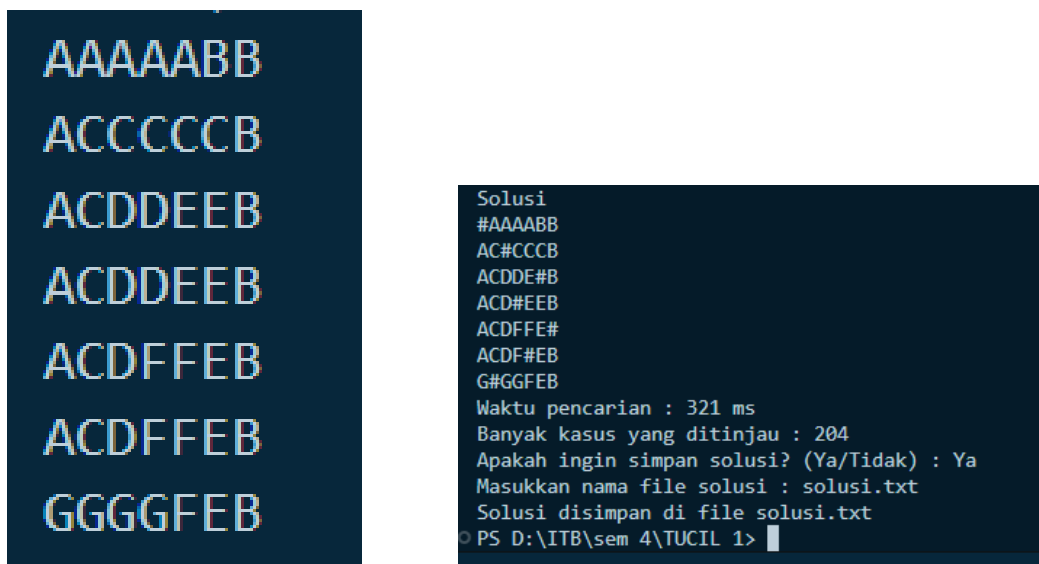 AAAAABB
ACCCCCB
ACDDEEB
ACDDEEB
ACDFFEB
ACDFFEB
GGGGFEB
Solusi
#AAAABB
AC#CCCB
ACDDE#B
ACD#EEB
ACDFFE#
ACDF#EB
G#GGFEB
Waktu pencarian : 321 ms
Banyak kasus yang ditinjau : 204
Apakah ingin simpan solusi? (Ya/Tidak) : Ya
Masukkan nama file solusi : solusi.txt
Solusi disimpan di file solusi.txt
PS D:\ITB\sem 4\TUCIL 1>